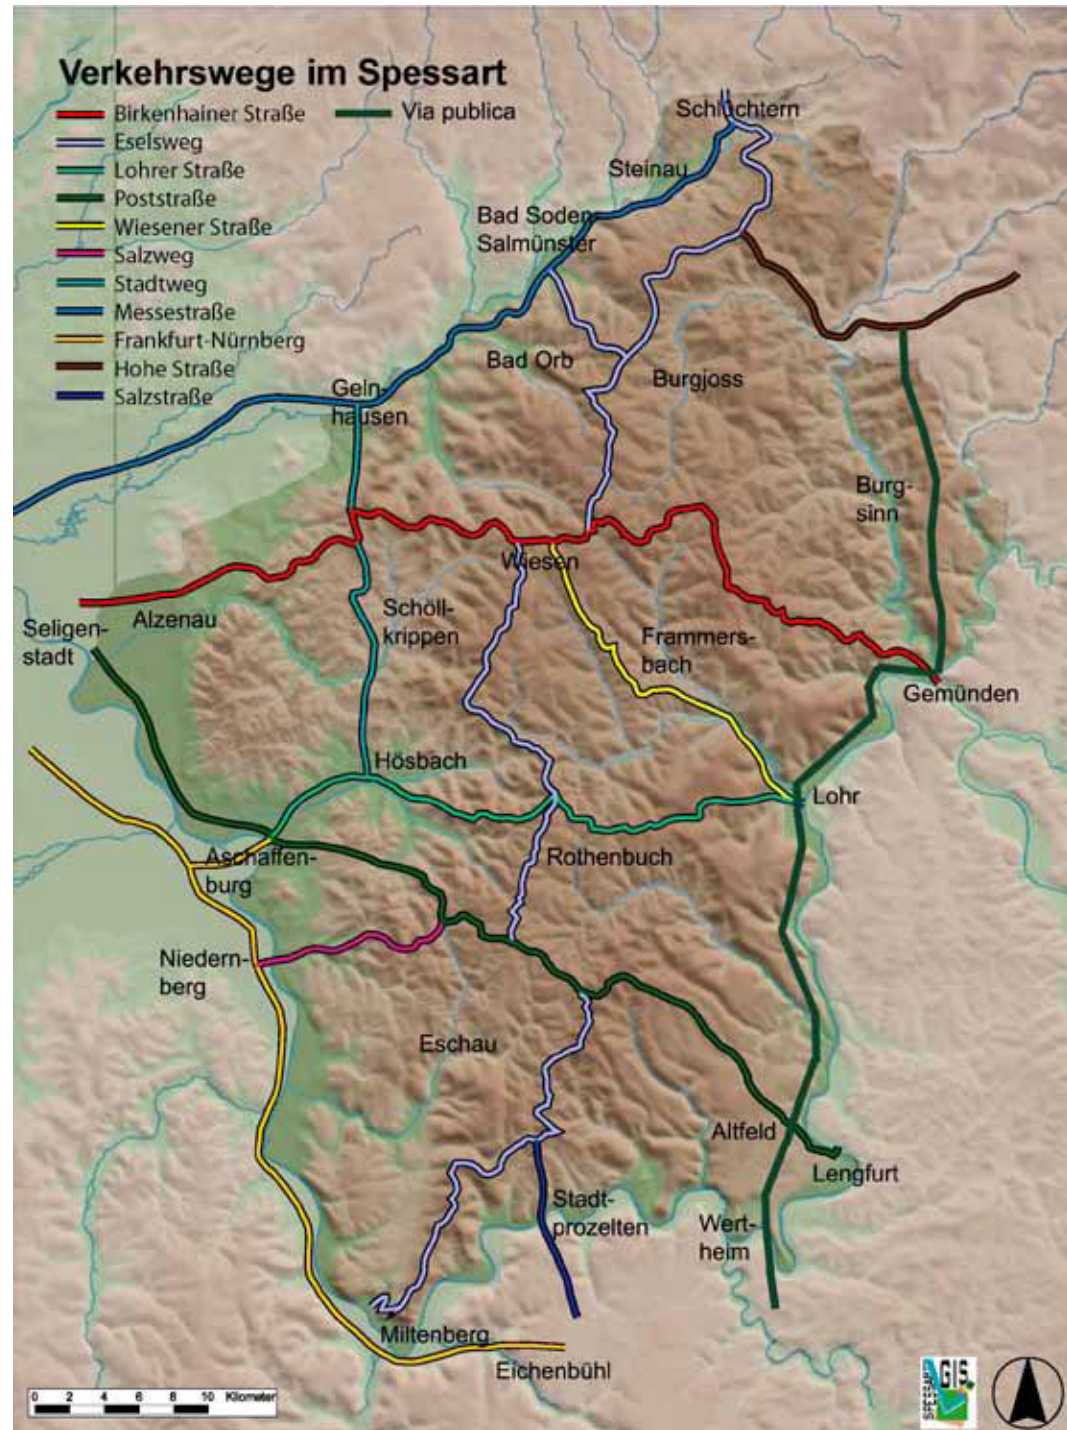 Verkehrswege im Spessart
Birkenhainer Straße
Eselsweg
Lohrer Straße
Poststraße
Wiesener Straße
Salzweg
Stadtweg
Messestraße
Frankfurt-Nürnberg
Hohe Straße
Salzstraße
Via publica
Schlüchtern
Steinau
Bad Soden-
Salmünster
Bad Orb
Burgjoss
Geln-
hausen
Burg-
sinn
Wiesen
Alzenau
Schöll-
krippen
Seligen-
stadt
Frammers-
bach
Gemünden
Hösbach
Lohr
Aschaffen-
burg
Rothenbuch
Niedern-
berg
Eschau
Altfeld
Lengfurt
Stadt-
prozelten
Wert-
heim
Miltenberg
Eichenbühl
0 2 4 6 8 10 Kilometer
GIS